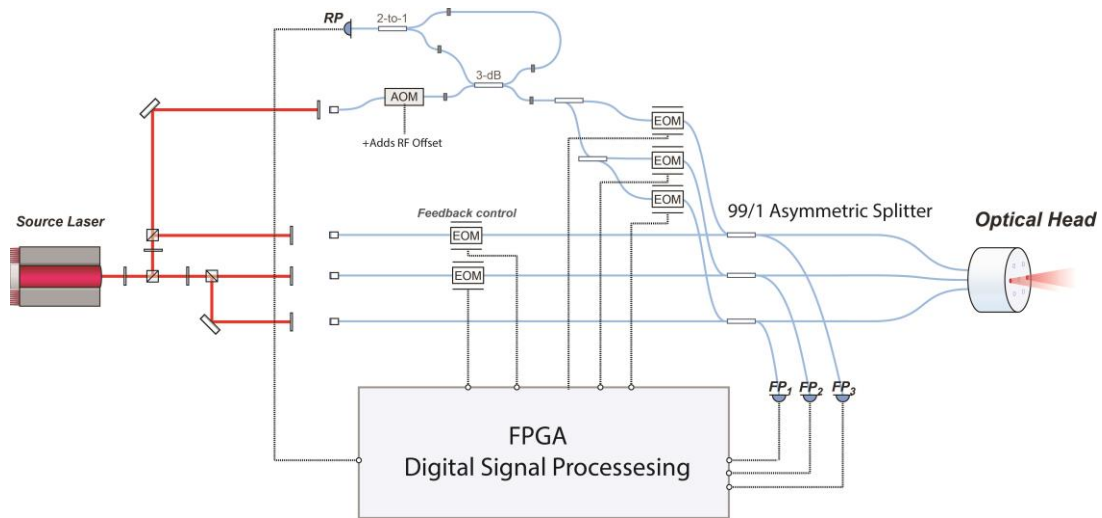 RP
2-to-1
3-dB
AOM
+Adds RF Offset
EOM
EOM
EOM
Source Laser
Feedback control
EOM
EOM
99/1 Asymmetric Splitter
Optical Head
FP1
FP2
FP3
FPGA
Digital Signal Processesing